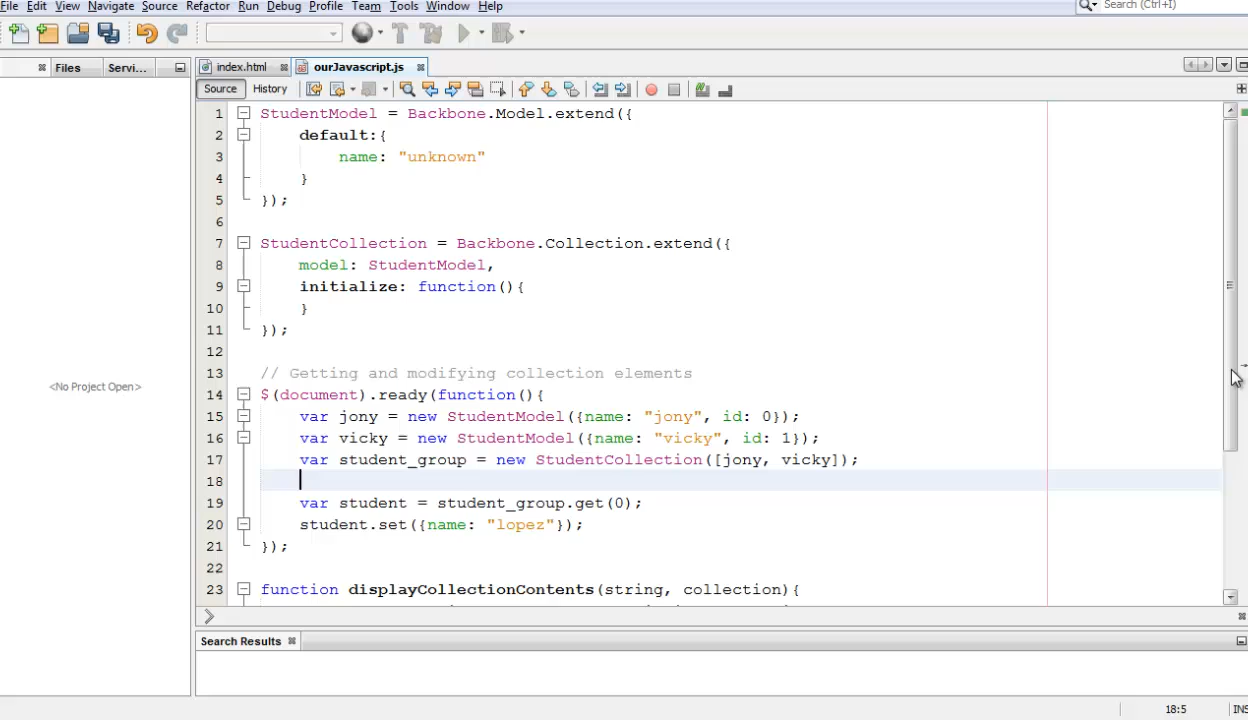 File Edit View Navigate Source Refactor Run Debug Profile Team Tools Window Help
Search (Ctrl+I)
Files Servi... index.html ourJavascript.js
Source History
1 StudentModel = Backbone.Model.extend({
2 default:{
3 name: "unknown"
4 }
5 });
6
7 StudentCollection = Backbone.Collection.extend({
8 model: StudentModel,
9 initialize: function(){
10 }
11 });
12
13 // Getting and modifying collection elements
14 $(document).ready(function(){
15 var jony = new StudentModel({name: "jony", id: 0});
16 var vicky = new StudentModel({name: "vicky", id: 1});
17 var student_group = new StudentCollection([jony, vicky]);
18
19 var student = student_group.get(0);
20 student.set({name: "lopez"});
21 });
22
23 function displayCollectionContents(string, collection){
<No Project Open>
Search Results
18:5 INS